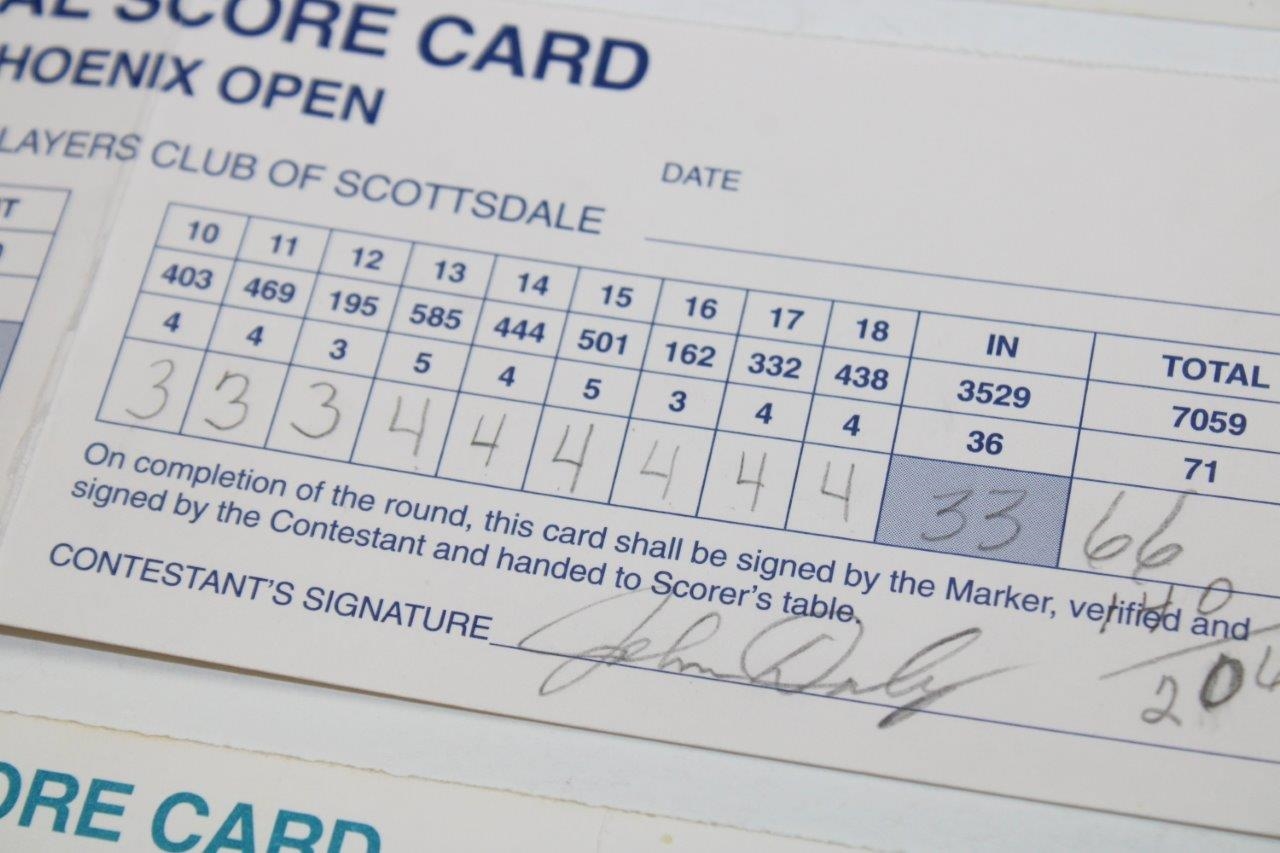 AL SCORE CARD
HOENIX OPEN
LAYERS CLUB OF SCOTTSDALE
DATE
10 11 12 13 14 15 16 17 18 IN TOTAL
403 469 195 585 444 501 162 332 438 3529 7059
4 4 3 5 4 5 3 4 4 36 71
3 3 3 4 4 4 4 4 4 33 66
On completion of the round, this card shall be signed by the Marker, verified and
signed by the Contestant and handed to Scorer's table.
140
CONTESTANT'S SIGNATURE John Daly
20
ORE CARD